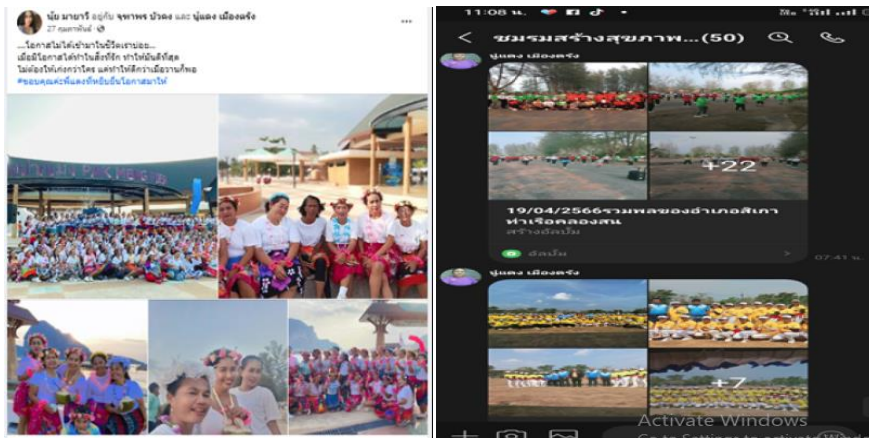 นุ้ย มายาวี อยู่กับ จุฑาพร บัวคง และ นู๋แดง เมืองตรัง
27 กุมภาพันธ์
...โอกาสไม่ได้เข้ามาในชีวิตเราบ่อย...
เมื่อมีโอกาสได้ทำในสิ่งที่รัก ทำให้มันดีที่สุด
ไม่ต้องให้เก่งกว่าใคร แค่ทำให้ดีกว่าเมื่อวานก็พอ
#ขอบคุณค่ะพี่แดงที่หยิบยื่นโอกาสมาให้
11:08 น.
ชมรมสร้างสุขภาพ...(50)
นู๋แดง เมืองตรัง
+22
19/04/2566รวมพลของอำเภอสิเกา
ท่าเรือคลองสน
สร้างอัลบั้ม
อัลบั้ม
07:41 น.
นู๋แดง เมืองตรัง
+7
Activate Windows
Go to Settings to activate Windows